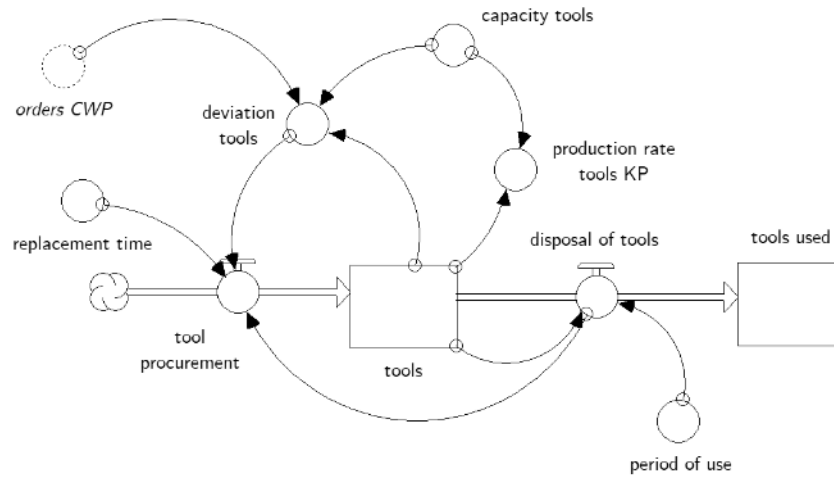 capacity tools
orders CWP
deviation
tools
production rate
tools KP
replacement time
disposal of tools
tools used
tool
procurement
tools
period of use